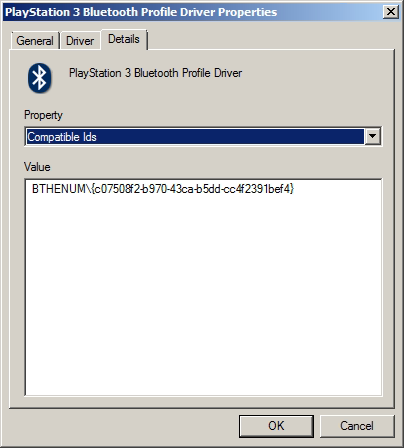 PlayStation 3 Bluetooth Profile Driver Properties
General Driver Details
PlayStation 3 Bluetooth Profile Driver
Property
Compatible Ids
Value
BTHENUM\{c07508f2-b970-43ca-b5dd-cc4f2391bef4}
OK Cancel